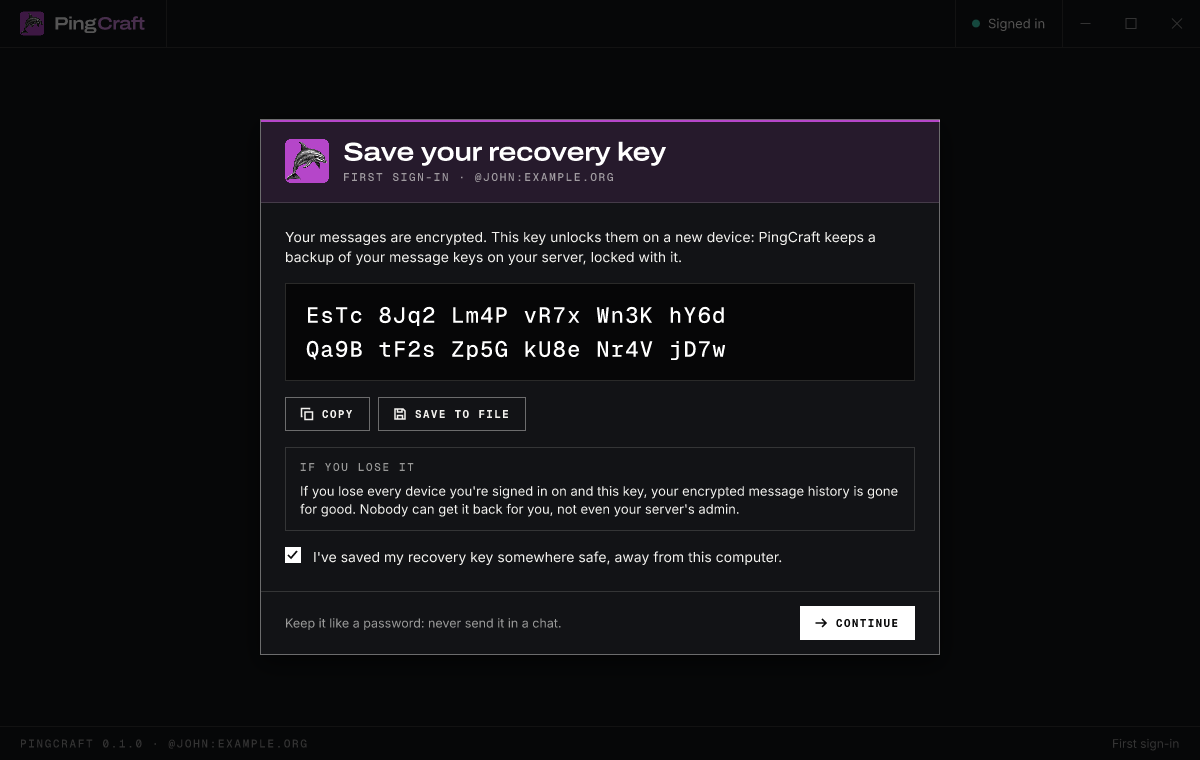 PingCraft
Signed in
Save your recovery key
FIRST SIGN-IN · @JOHN:EXAMPLE.ORG
Your messages are encrypted. This key unlocks them on a new device: PingCraft keeps a
backup of your message keys on your server, locked with it.
EsTc 8Jq2 Lm4P vR7x Wn3K hY6d
Qa9B tF2s Zp5G kU8e Nr4V jD7w
COPY
SAVE TO FILE
IF YOU LOSE IT
If you lose every device you're signed in on and this key, your encrypted message history is gone
for good. Nobody can get it back for you, not even your server's admin.
I've saved my recovery key somewhere safe, away from this computer.
Keep it like a password: never send it in a chat.
CONTINUE
PINGCRAFT 0.1.0 · @JOHN:EXAMPLE.ORG
First sign-in